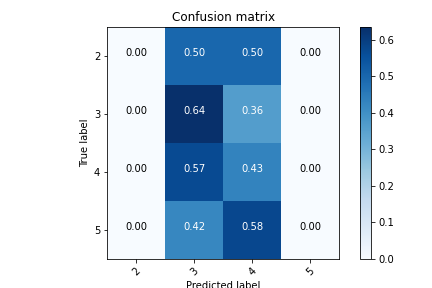 Confusion matrix
True label
2 0.00 0.50 0.50 0.00
3 0.00 0.64 0.36 0.00
4 0.00 0.57 0.43 0.00
5 0.00 0.42 0.58 0.00
2 3 4 5
Predicted label
0.6
0.5
0.4
0.3
0.2
0.1
0.0